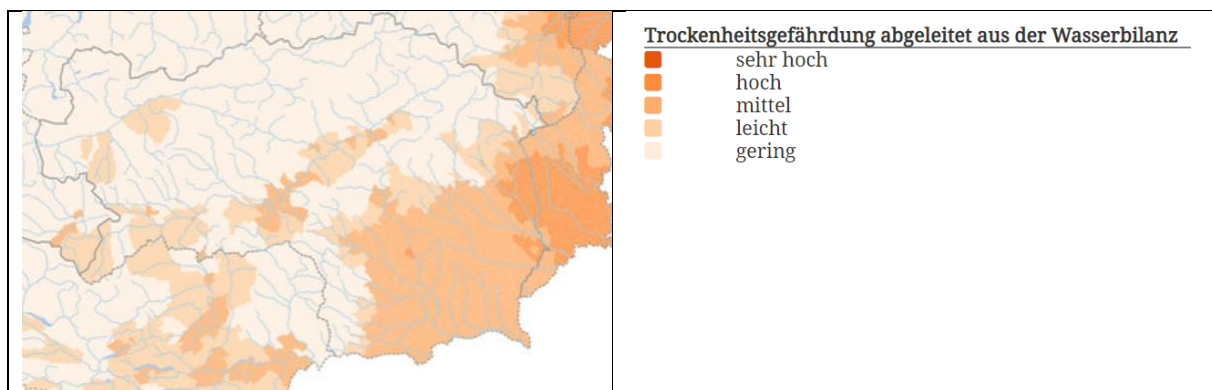 Trockenheitsgefährdung abgeleitet aus der Wasserbilanz
sehr hoch
hoch
mittel
leicht
gering